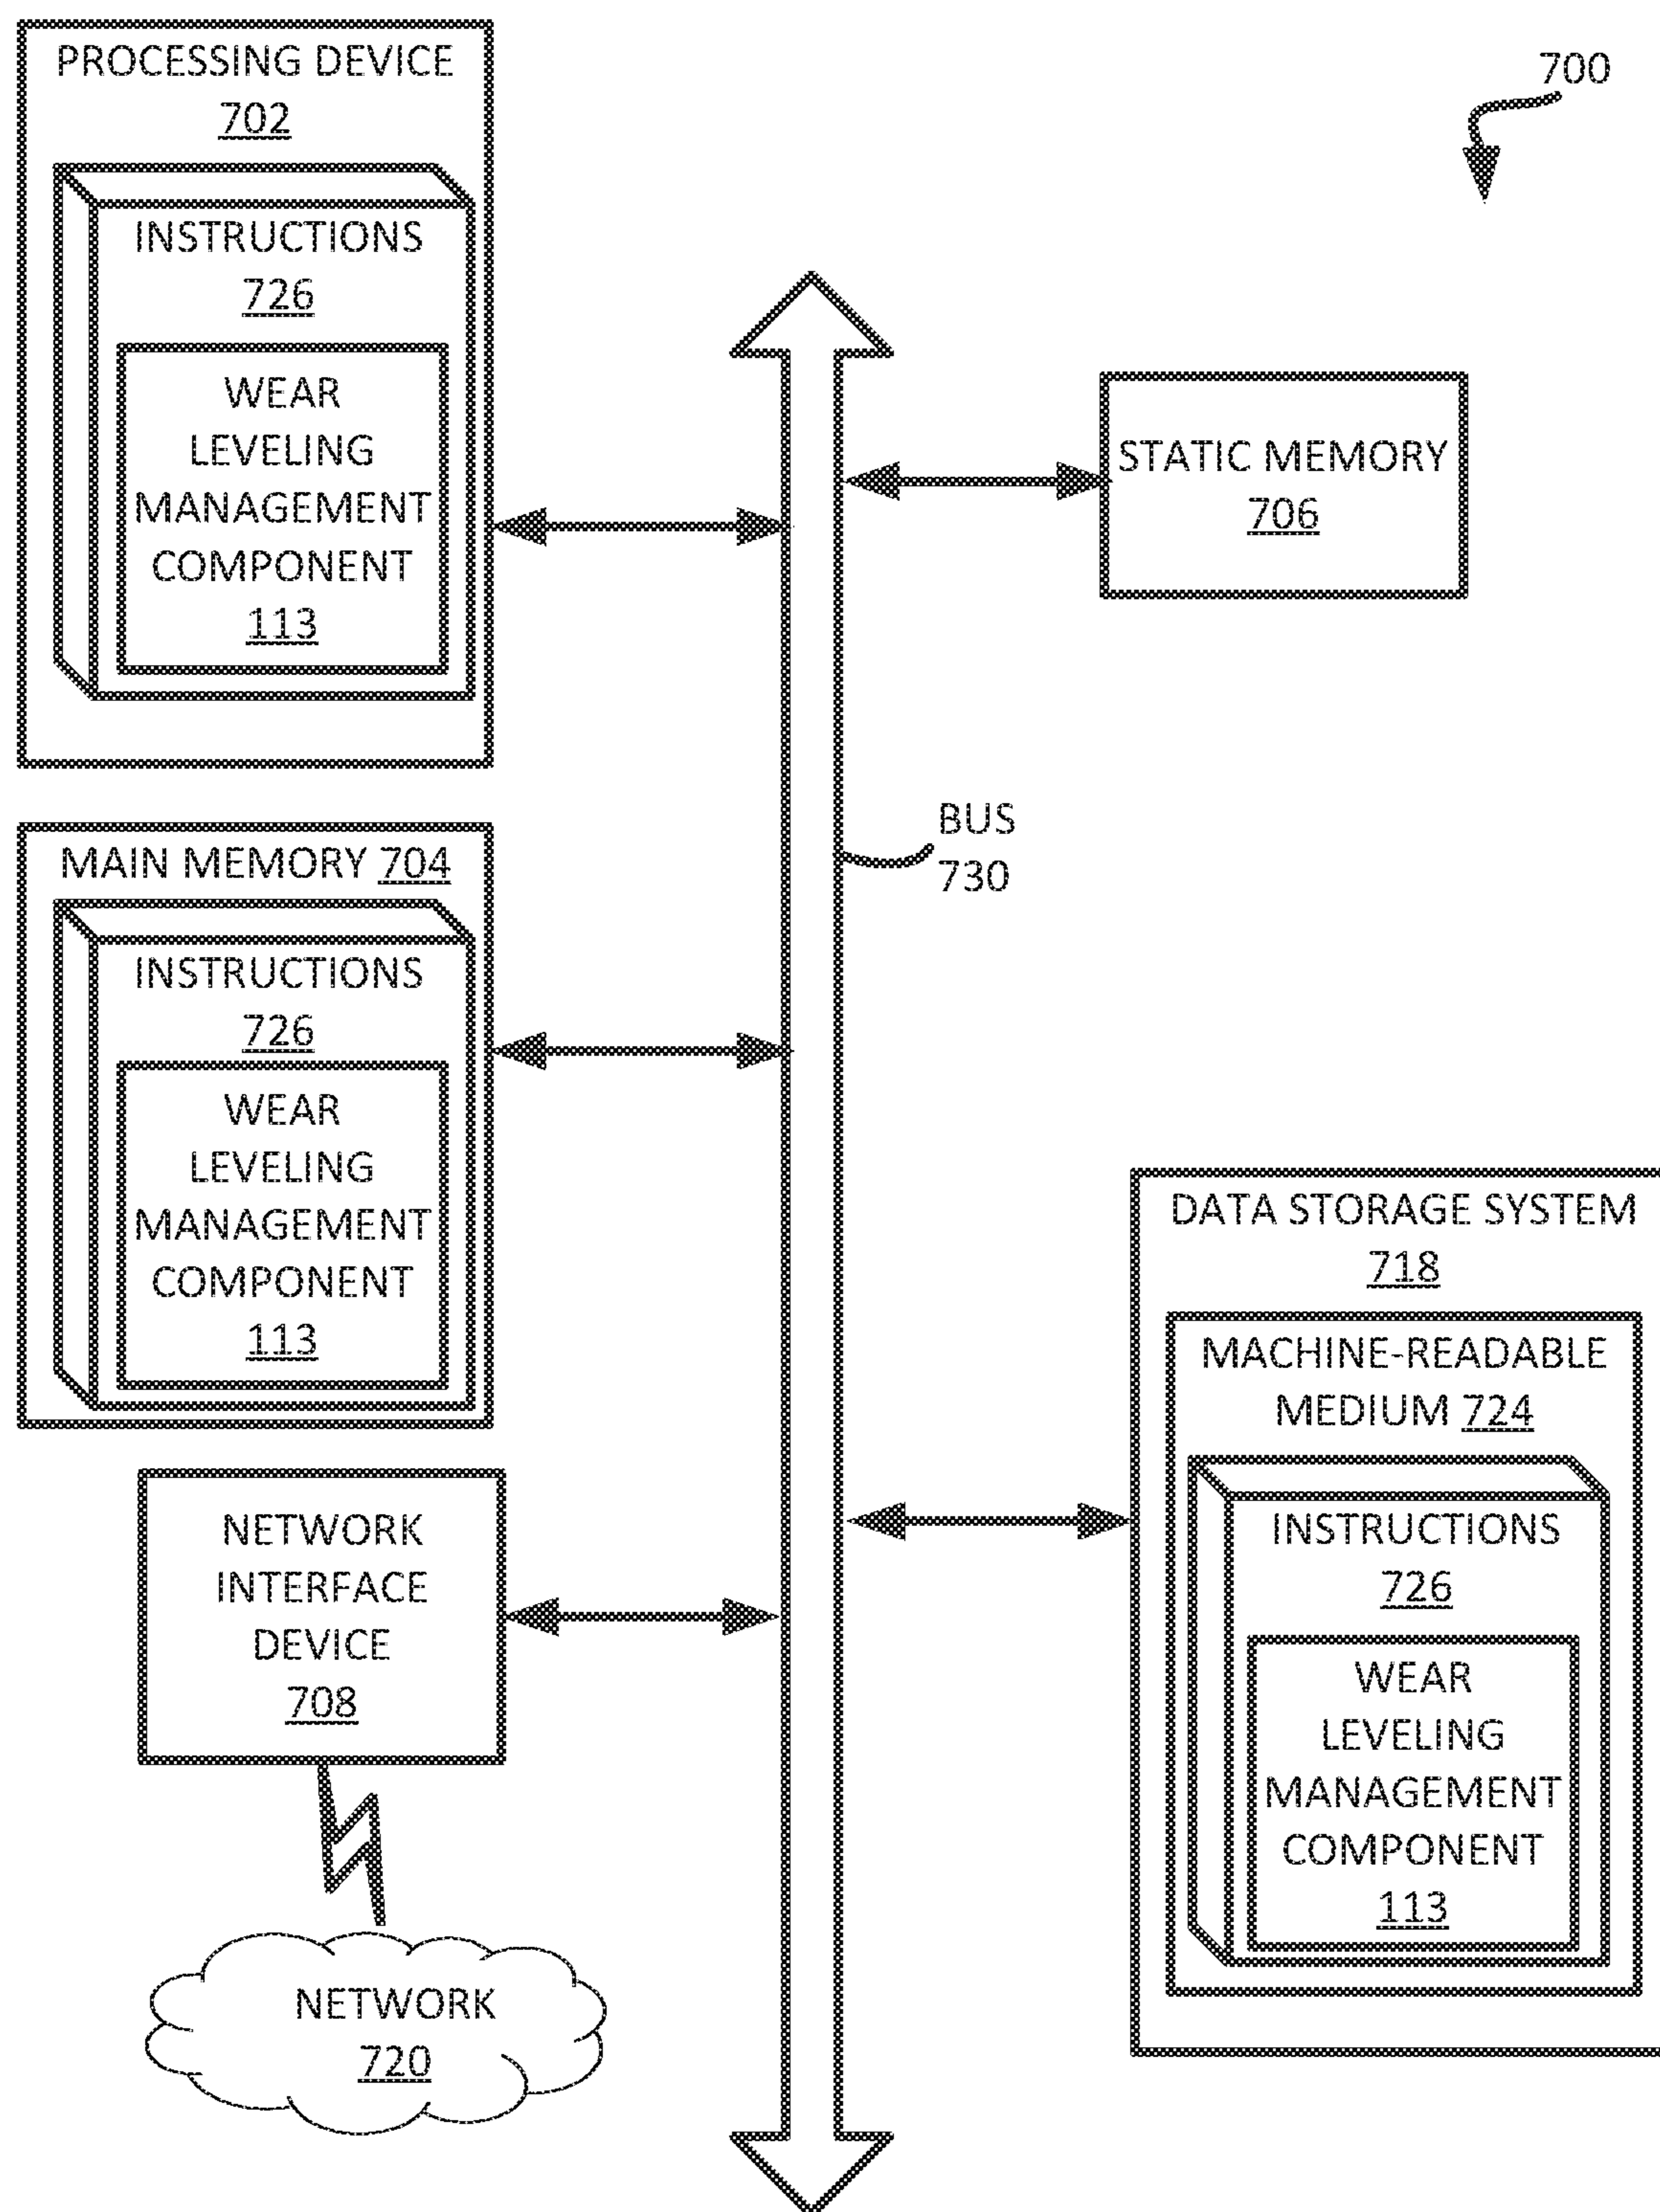 PROCESSING DEVICE
702
INSTRUCTIONS
726
WEAR
LEVELING
MANAGEMENT
COMPONENT
113
700
STATIC MEMORY
706
BUS
730
MAIN MEMORY 704
INSTRUCTIONS
726
WEAR
LEVELING
MANAGEMENT
COMPONENT
113
DATA STORAGE SYSTEM
718
MACHINE-READABLE
MEDIUM 724
INSTRUCTIONS
726
WEAR
LEVELING
MANAGEMENT
COMPONENT
113
NETWORK
INTERFACE
DEVICE
708
NETWORK
720